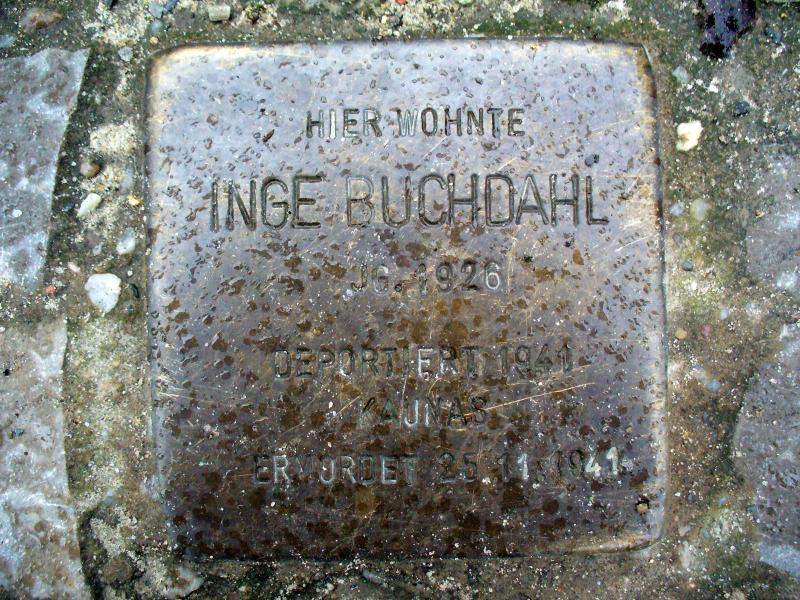 HIER WOHNTE
INGE BUCHDAHL
JG. 1926
DEPORTIERT 1941
KAUNAS
ERMORDET 25.11.1941